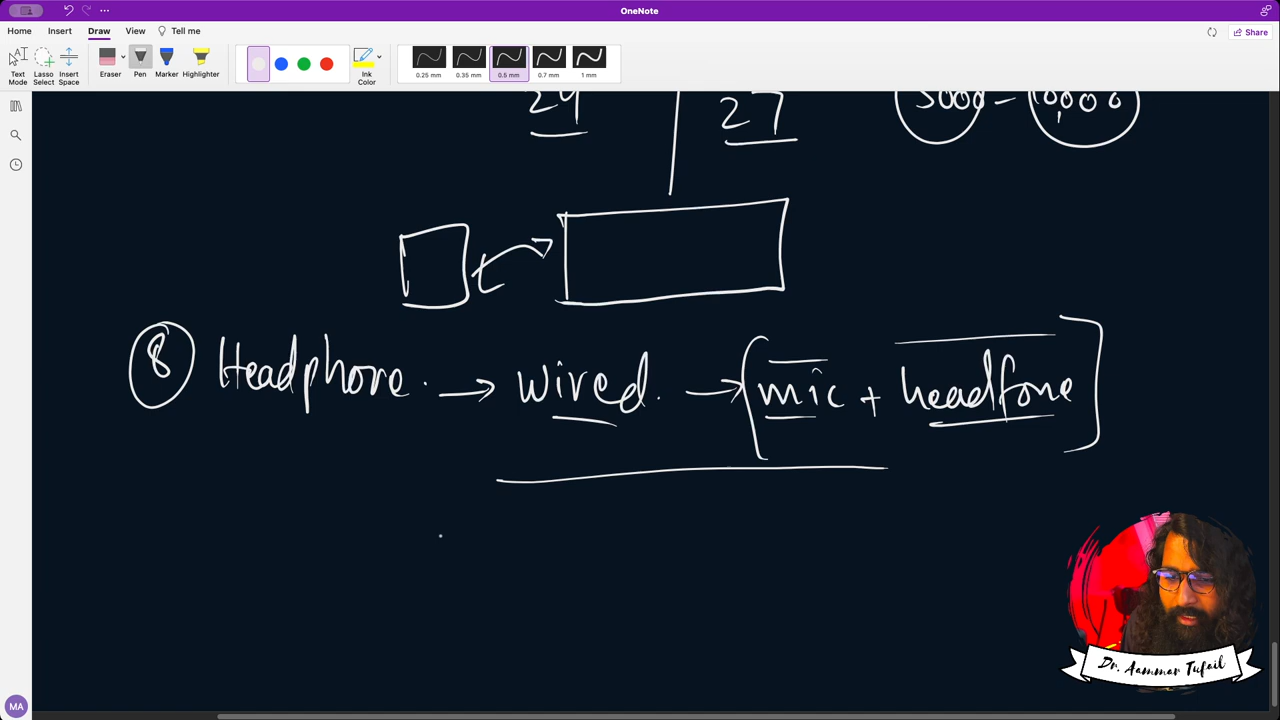 OneNote
Home Insert Draw View Tell me
Share
Text Mode
Lasso Select
Insert Space
Eraser
Pen
Marker
Highlighter
Ink Color
0.25 mm
0.35 mm
0.5 mm
0.7 mm
1 mm
24 27 5000 - 10,000
8 Headphone. → wired. → [mic + headfone]
Dr. Aammar Tufail
MA